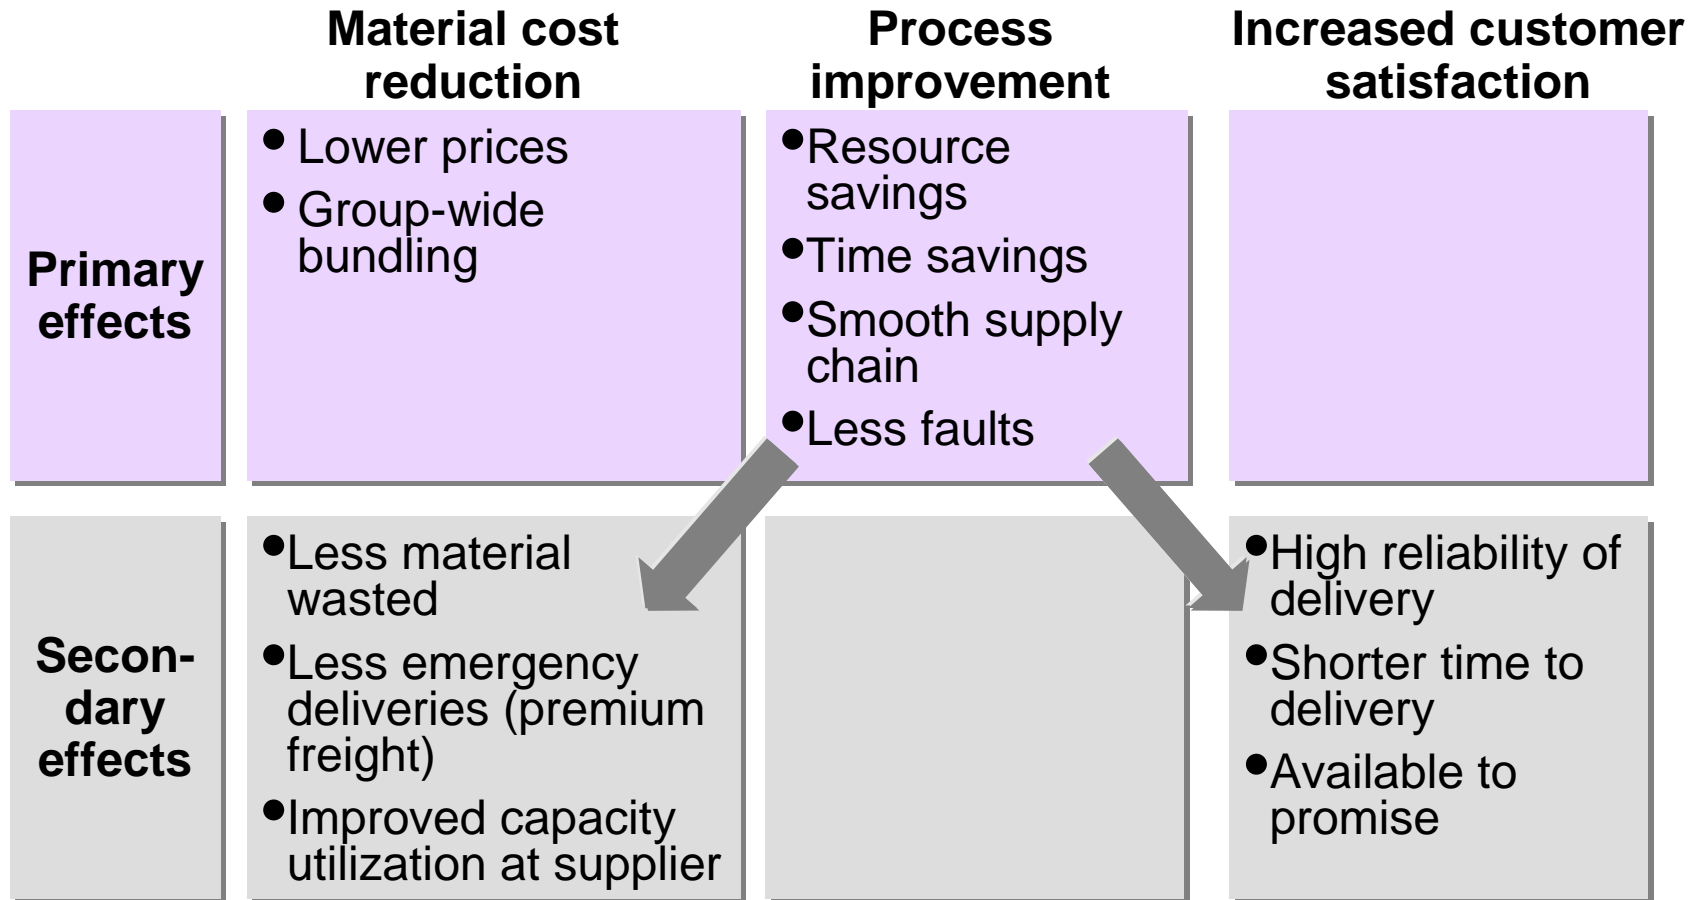 Material cost
reduction
Process
improvement
Increased customer
satisfaction
Primary
effects
● Lower prices
● Group-wide
bundling
●Resource
savings
●Time savings
●Smooth supply
chain
●Less faults
Secon-
dary
effects
●Less material
wasted
●Less emergency
deliveries (premium
freight)
●Improved capacity
utilization at supplier
●High reliability of
delivery
●Shorter time to
delivery
●Available to
promise